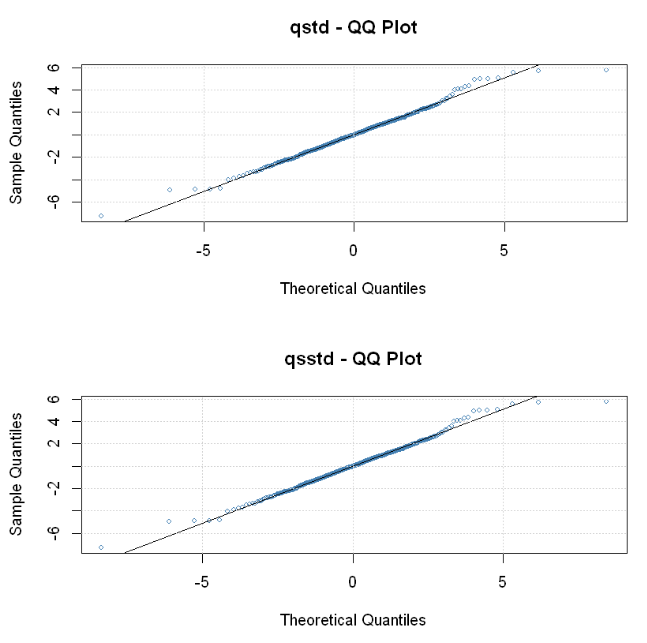 qstd - QQ Plot
6
4
2
-2
-6
Sample Quantiles
-5 0 5
Theoretical Quantiles
qsstd - QQ Plot
6
4
2
-2
-6
Sample Quantiles
-5 0 5
Theoretical Quantiles